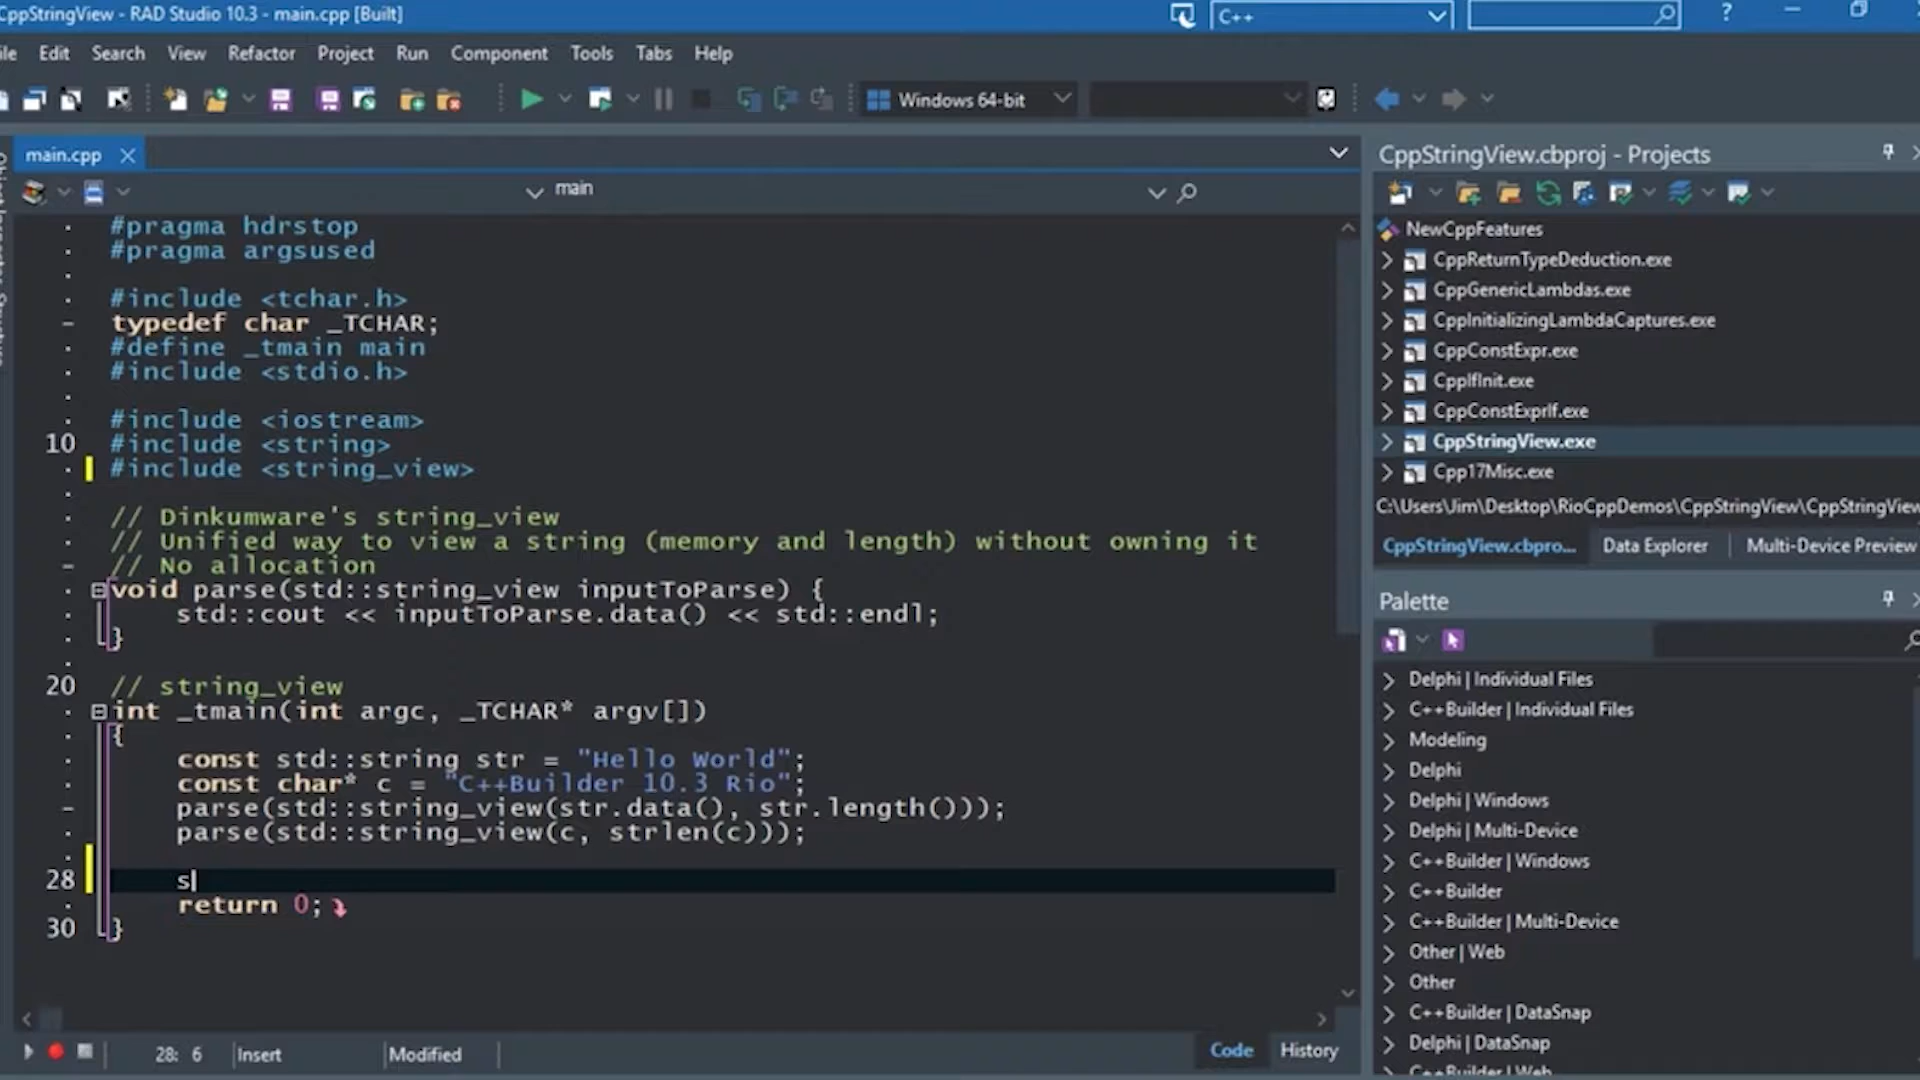 CppStringView - RAD Studio 10.3 - main.cpp [Built]
C++
?
Edit Search View Refactor Project Run Component Tools Tabs Help
Windows 64-bit
main.cpp
main
#pragma hdrstop
#pragma argsused
#include <tchar.h>
typedef char _TCHAR;
#define _tmain main
#include <stdio.h>
#include <iostream>
10 #include <string>
#include <string_view>
// Dinkumware's string_view
// Unified way to view a string (memory and length) without owning it
// No allocation
void parse(std::string_view inputToParse) {
std::cout << inputToParse.data() << std::endl;
}
20 // string_view
int _tmain(int argc, _TCHAR* argv[])
{
const std::string str = "Hello World";
const char* c = "C++Builder 10.3 Rio";
parse(std::string_view(str.data(), str.length()));
parse(std::string_view(c, strlen(c)));
28 s
return 0;
30 }
28: 6 Insert Modified
Code History
CppStringView.cbproj - Projects
NewCppFeatures
CppReturnTypeDeduction.exe
CppGenericLambdas.exe
CppInitializingLambdaCaptures.exe
CppConstExpr.exe
CppIfInit.exe
CppConstExprIf.exe
CppStringView.exe
Cpp17Misc.exe
C:\Users\Jim\Desktop\RioCppDemos\CppStringView\CppStringView
CppStringView.cbpro... Data Explorer Multi-Device Preview
Palette
Delphi | Individual Files
C++Builder | Individual Files
Modeling
Delphi
Delphi | Windows
Delphi | Multi-Device
C++Builder | Windows
C++Builder
C++Builder | Multi-Device
Other | Web
Other
C++Builder | DataSnap
Delphi | DataSnap
C++Builder | Web